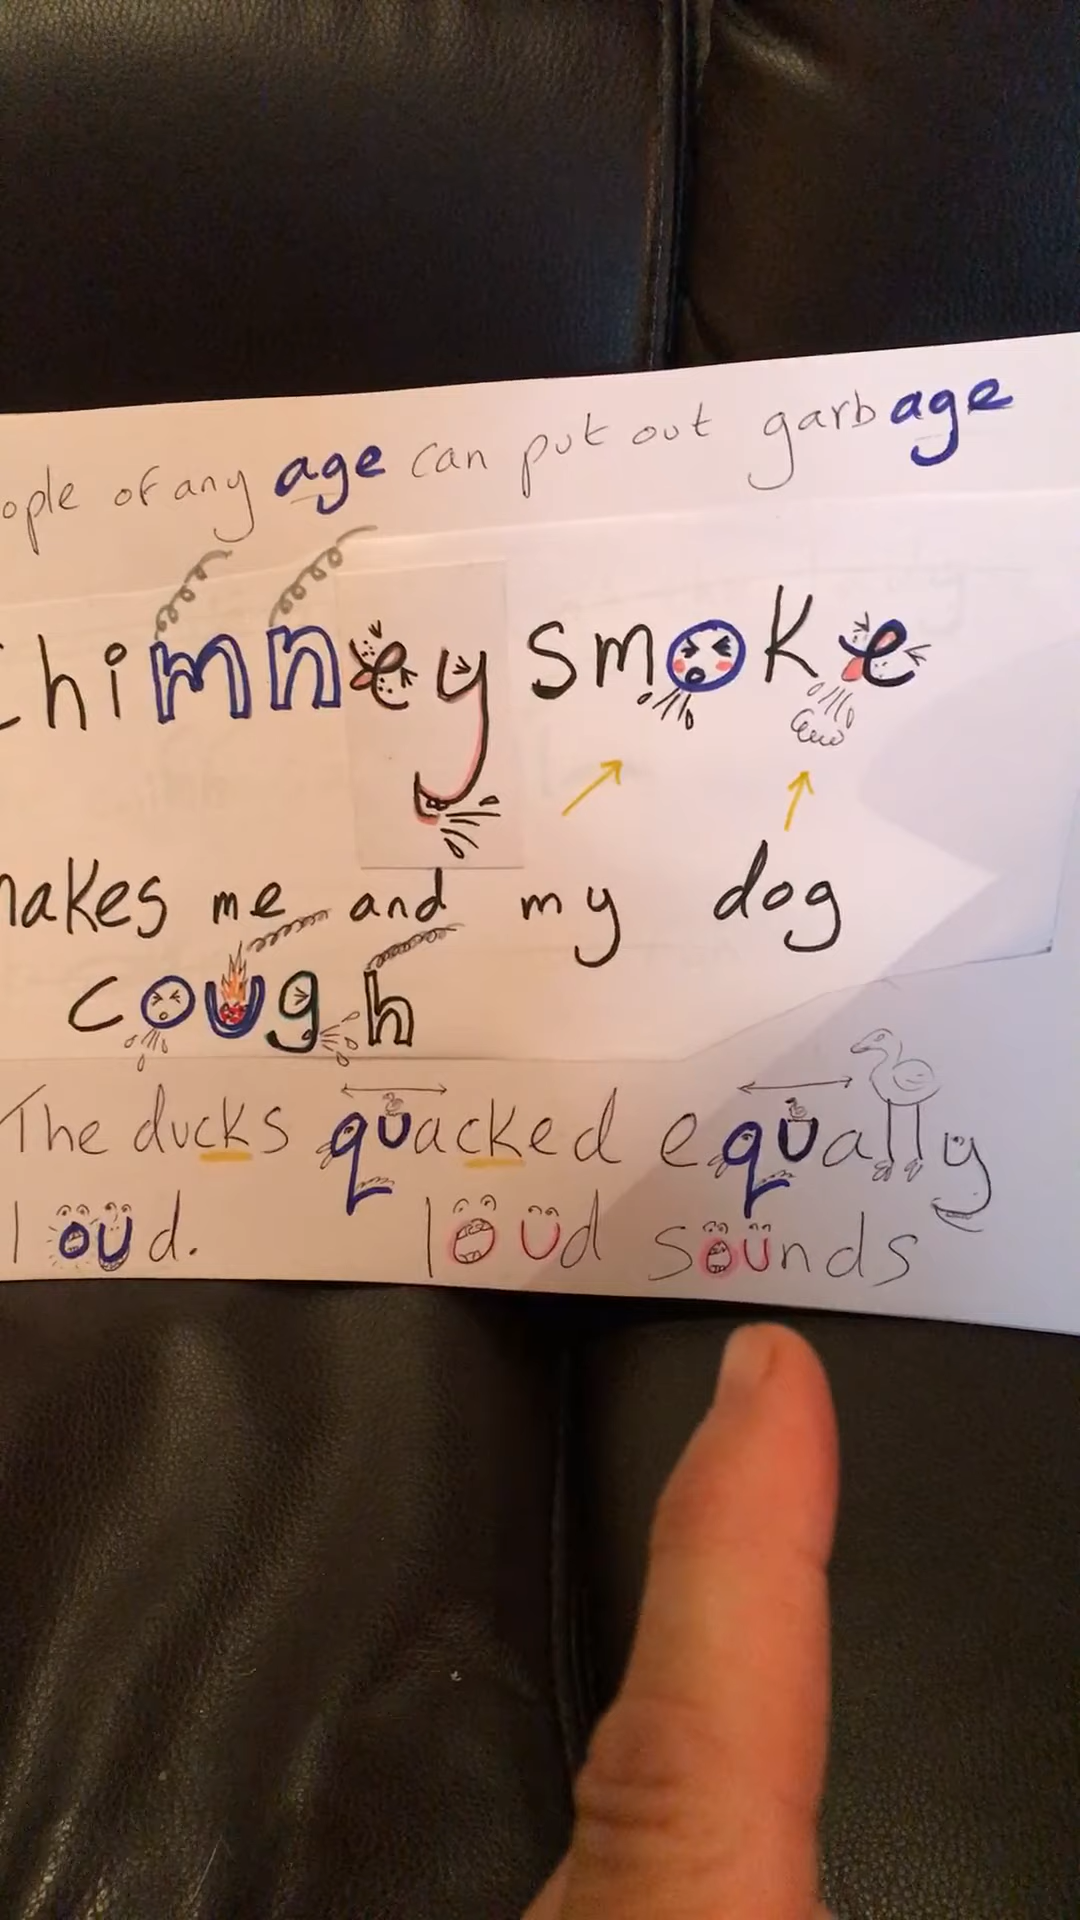 ople of any age can put out garbage
chimney smoke
makes me and my dog
cough
The ducks quacked equally
loud. loud sounds